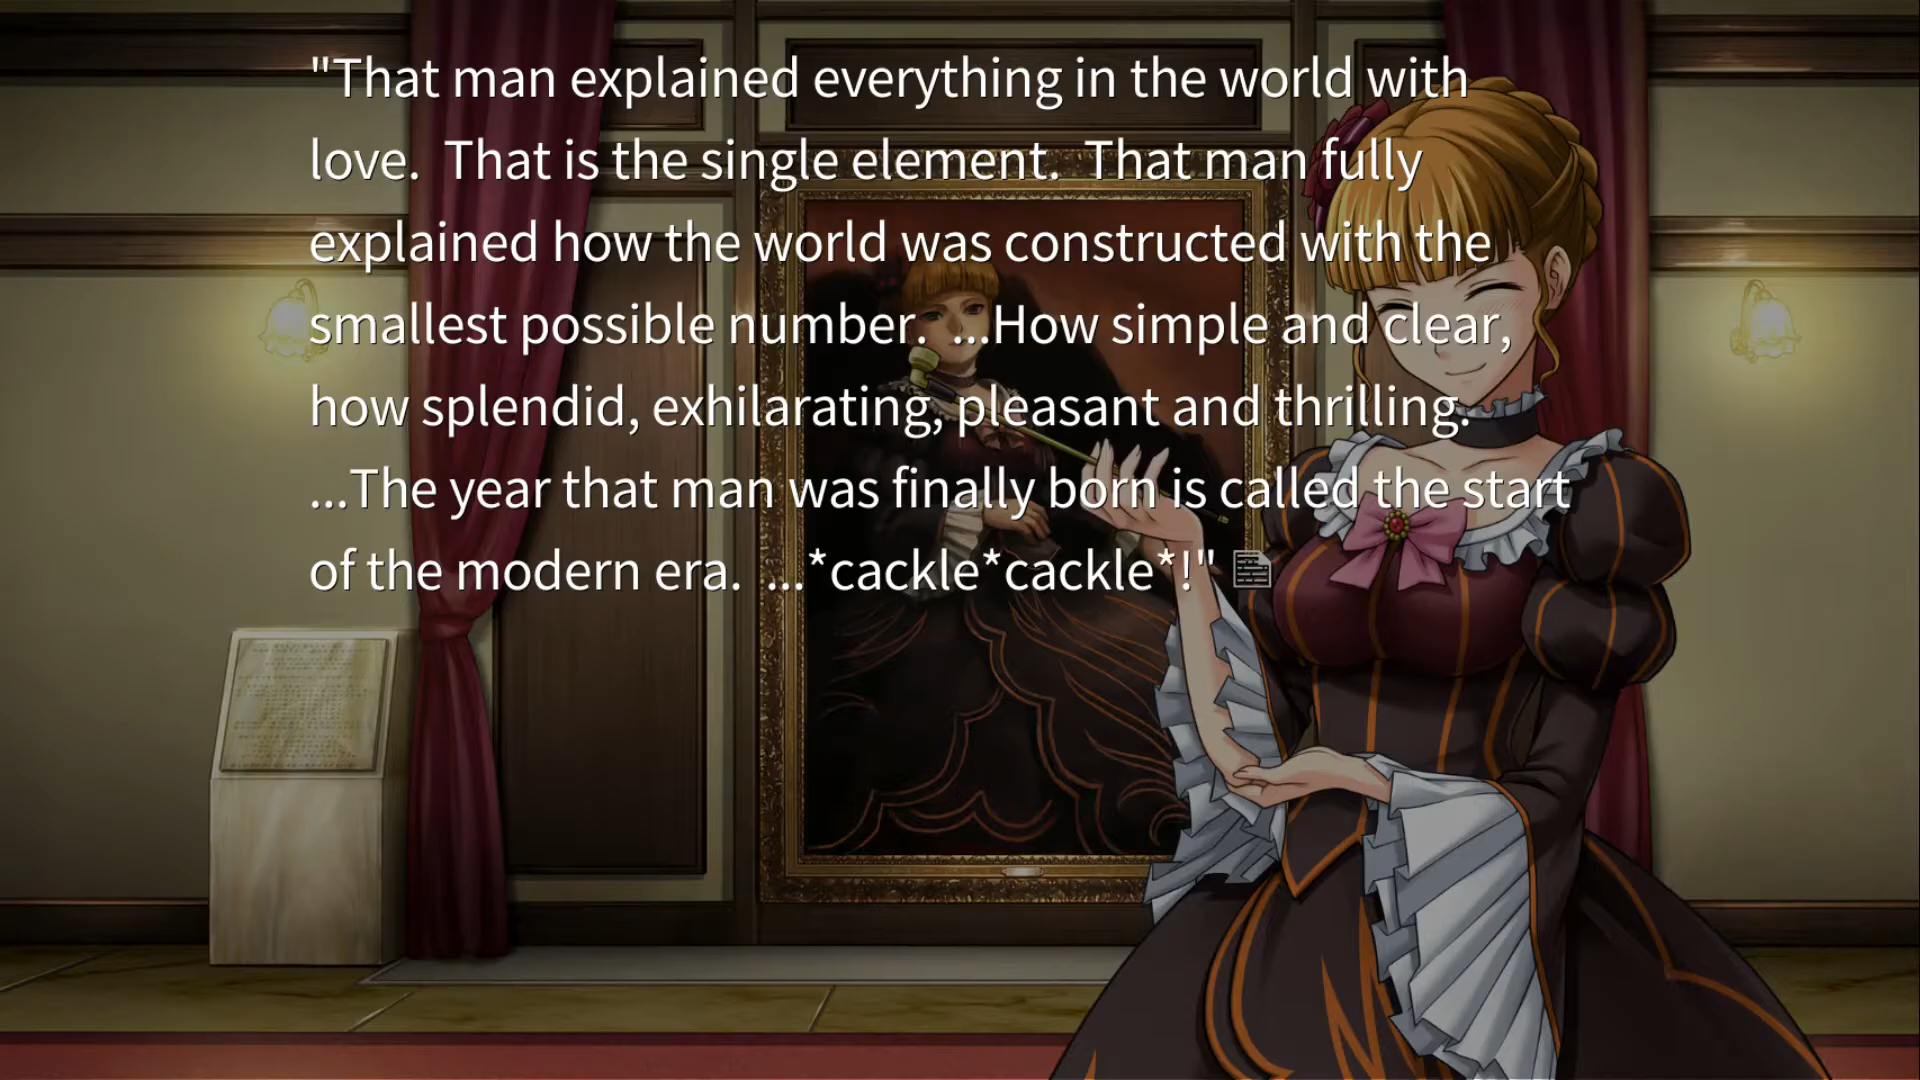 "That man explained everything in the world with
love.  That is the single element.  That man fully
explained how the world was constructed with the
smallest possible number.  ...How simple and clear,
how splendid, exhilarating, pleasant and thrilling.
...The year that man was finally born is called the start
of the modern era.  ...*cackle*cackle*!"